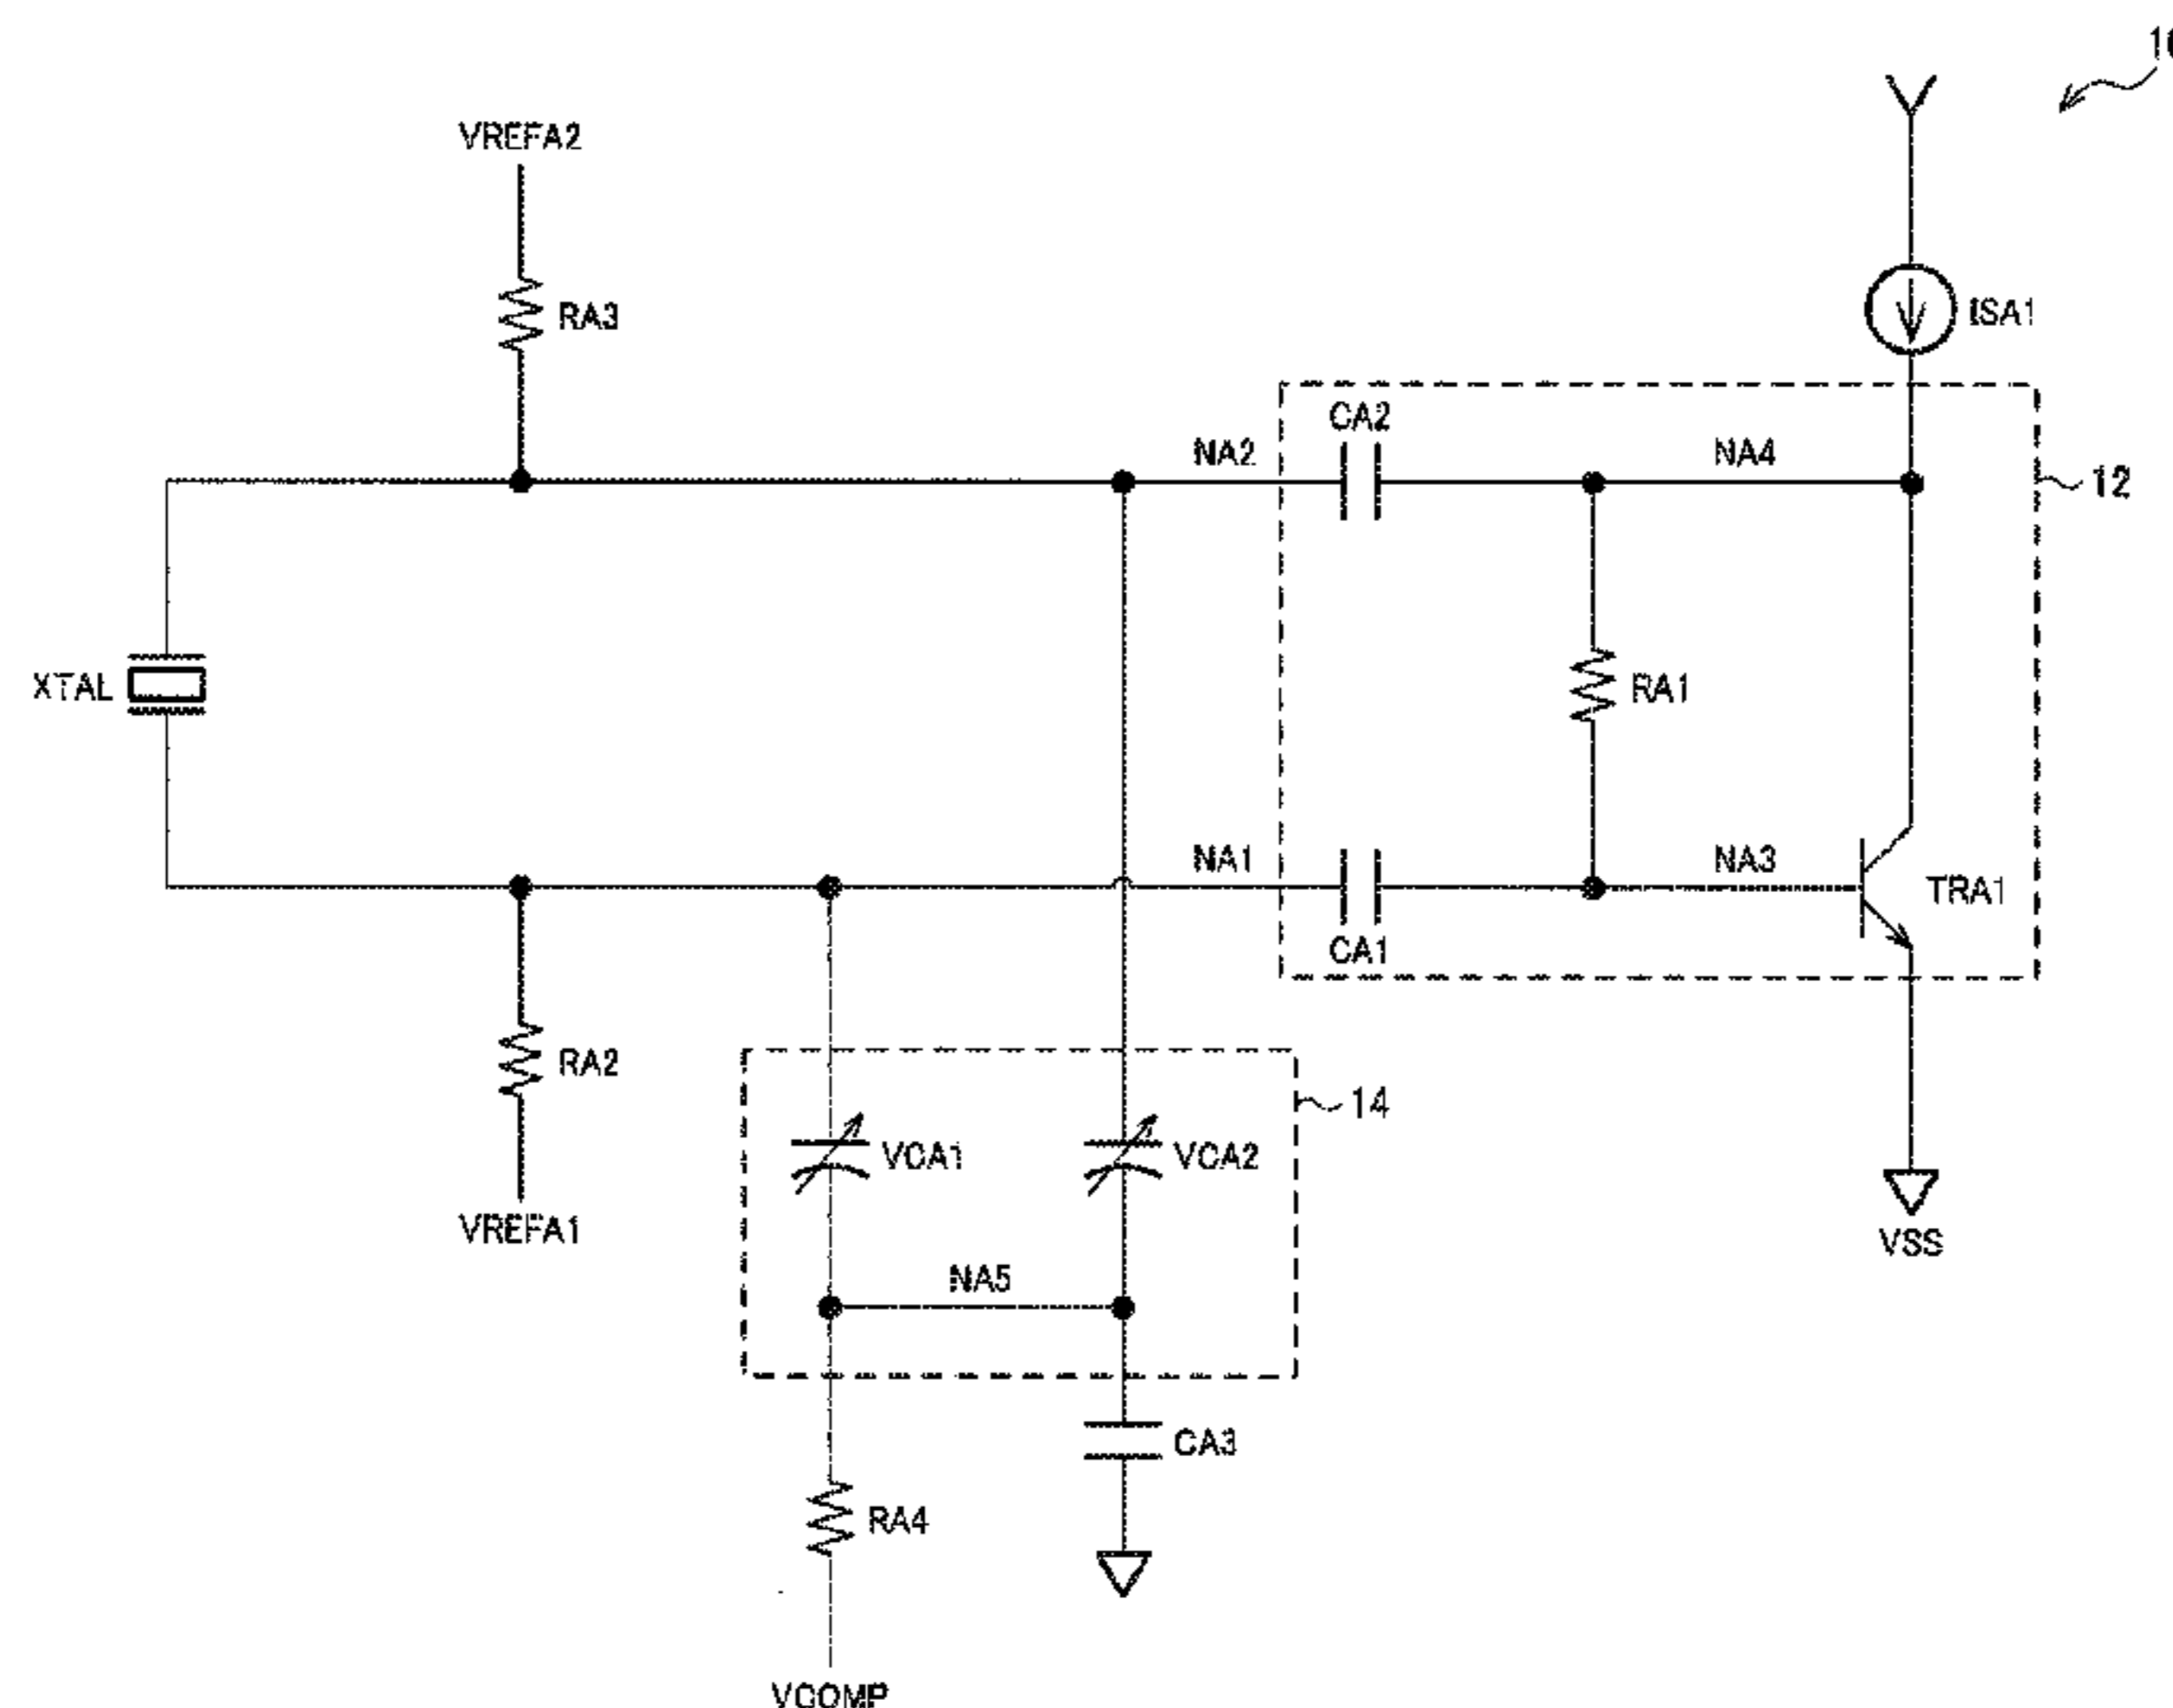 VREFA2
RA3
ISA1
CA2
NA2
NA4
12
XTAL
RA1
NA1
NA3
TRA1
CA1
RA2
14
VCA1
VCA2
VREFA1
VSS
NA5
CA3
RA4
VCOMP